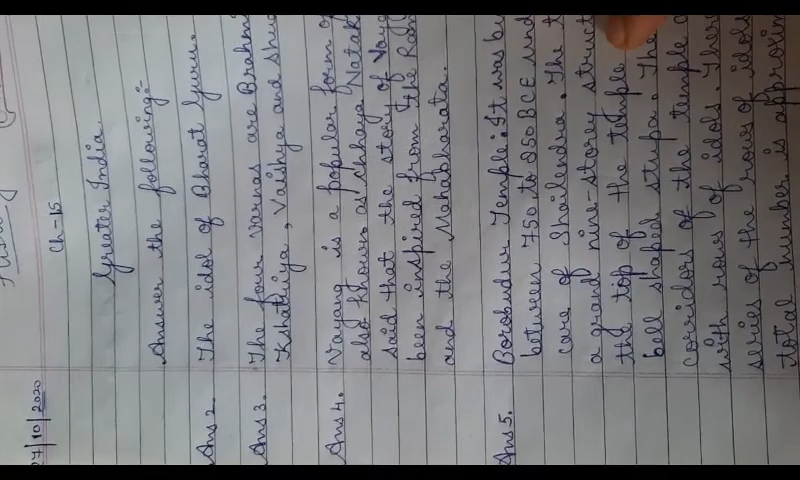 27/10/2020
Ch-15
Greater India
Answer the following:-
Ans 2. The idol of Bharat Guru.
Ans 3. The four varnas are Brahm
Kshatriya, Vaishya and Shud
Ans 4. Vayang is a popular form of
also known as Chhaya Natak
said that the story of Vaya
been inspired from the Ram
and the Mahabharata.
Ans 5. Borobudur Temple: It was bu
between 750 to 850 BCE und
care of Shailendra. The t
a grand nine-storey struct
the top of the temple
bell shaped stupa. The
corridors of the temple a
with rows of idols. There
series of the rows of idols
total number is approxim